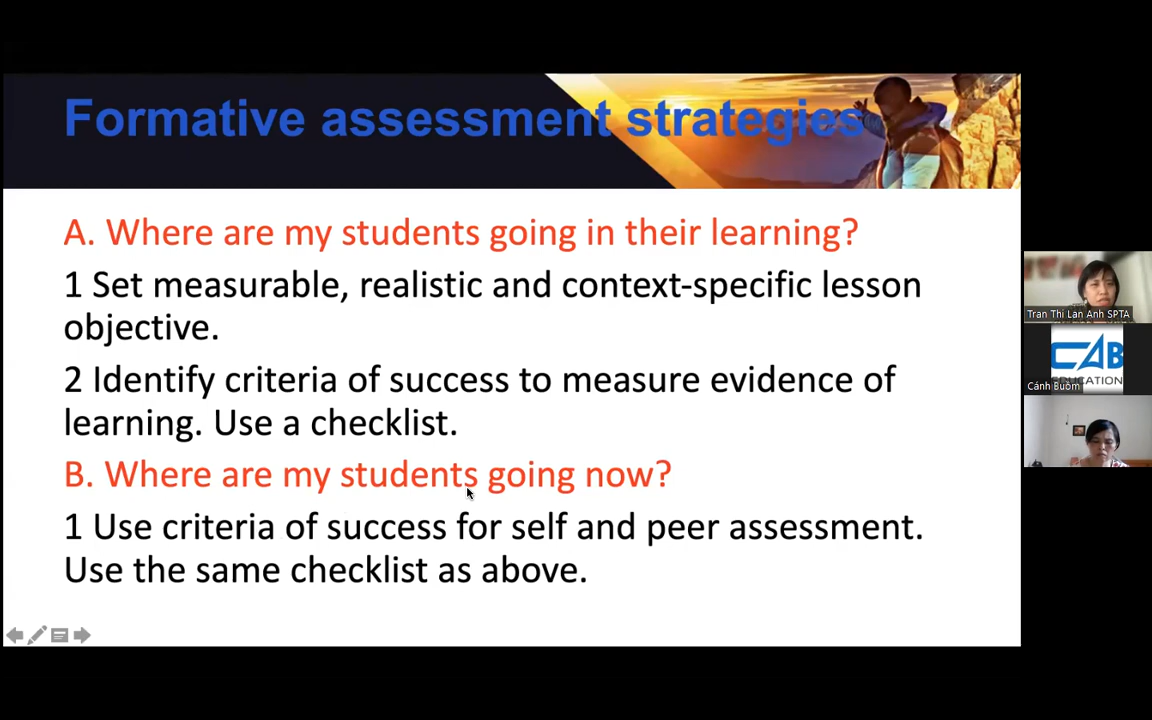 Formative assessment strategies
A. Where are my students going in their learning?
1 Set measurable, realistic and context-specific lesson
objective.
2 Identify criteria of success to measure evidence of
learning. Use a checklist.
B. Where are my students going now?
1 Use criteria of success for self and peer assessment.
Use the same checklist as above.
Tran Thi Lan Anh SPTA
CAB
EDUCATION
Cánh Buồm